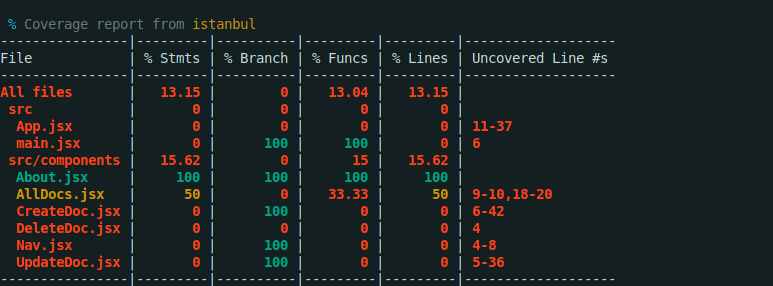 % Coverage report from istanbul
----------------|---------|----------|---------|---------|-------------------
File            | % Stmts | % Branch | % Funcs | % Lines | Uncovered Line #s
----------------|---------|----------|---------|---------|-------------------
All files       |   13.15 |        0 |   13.04 |   13.15 |
 src            |       0 |        0 |       0 |       0 |
  App.jsx       |       0 |        0 |       0 |       0 | 11-37
  main.jsx      |       0 |      100 |     100 |       0 | 6
 src/components |   15.62 |        0 |      15 |   15.62 |
  About.jsx     |     100 |      100 |     100 |     100 |
  AllDocs.jsx   |      50 |        0 |   33.33 |      50 | 9-10,18-20
  CreateDoc.jsx |       0 |      100 |       0 |       0 | 6-42
  DeleteDoc.jsx |       0 |        0 |       0 |       0 | 4
  Nav.jsx       |       0 |      100 |       0 |       0 | 4-8
  UpdateDoc.jsx |       0 |      100 |       0 |       0 | 5-36
----------------|---------|----------|---------|---------|-------------------